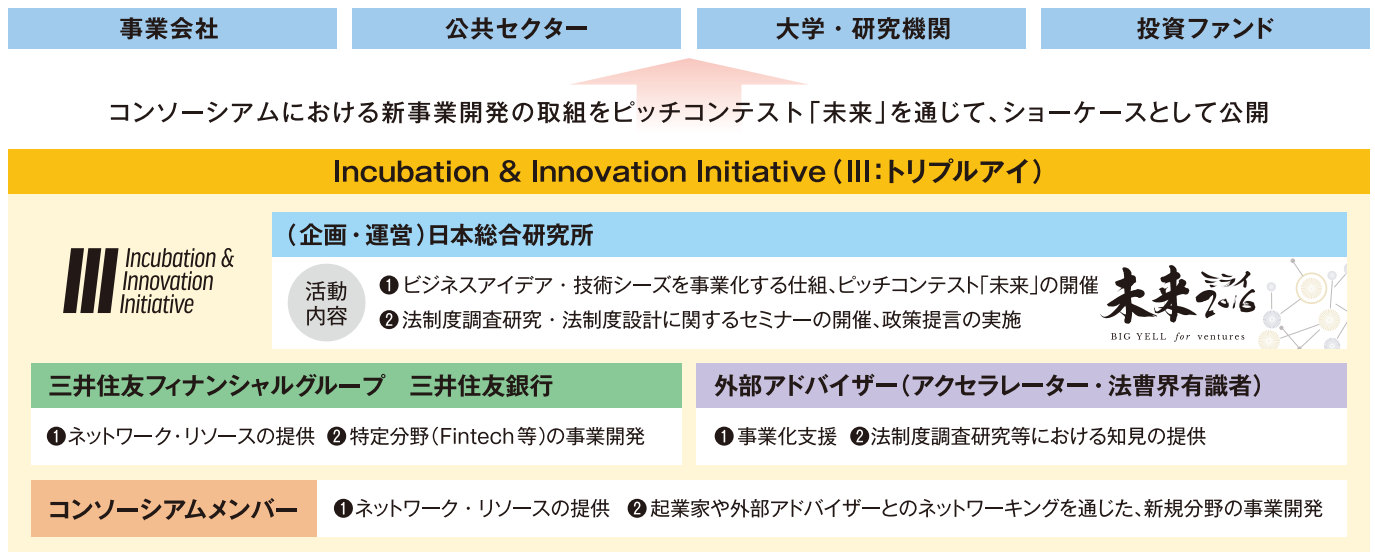 事業会社
公共セクター
大学・研究機関
投資ファンド
コンソーシアムにおける新事業開発の取組をピッチコンテスト「未来」を通じて、ショーケースとして公開
Incubation & Innovation Initiative（III：トリプルアイ）
Incubation &
Innovation
Initiative
（企画・運営）日本総合研究所
活動
内容
❶ ビジネスアイデア・技術シーズを事業化する仕組、ピッチコンテスト「未来」の開催
❷ 法制度調査研究・法制度設計に関するセミナーの開催、政策提言の実施
未来 ミライ 2016
BIG YELL for ventures
三井住友フィナンシャルグループ　三井住友銀行
❶ネットワーク・リソースの提供 ❷特定分野（Fintech等）の事業開発
外部アドバイザー（アクセラレーター・法曹界有識者）
❶事業化支援 ❷法制度調査研究等における知見の提供
コンソーシアムメンバー
❶ネットワーク・リソースの提供 ❷起業家や外部アドバイザーとのネットワーキングを通じた、新規分野の事業開発